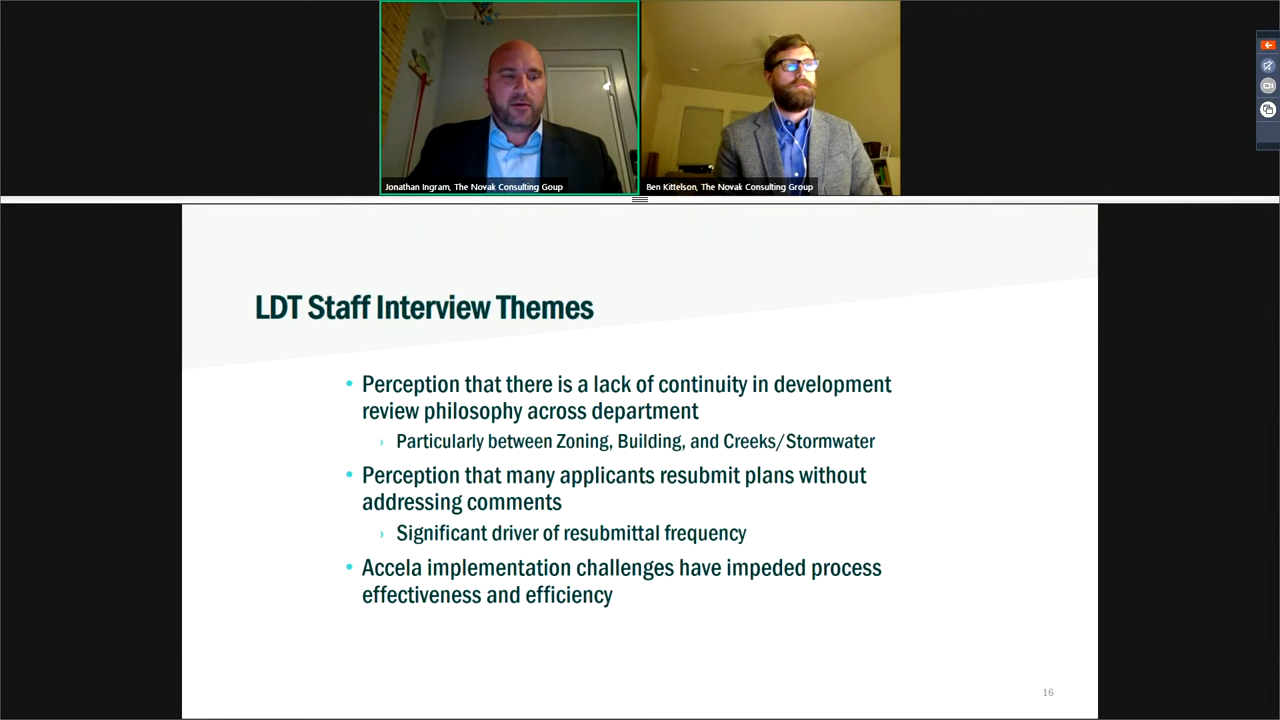 Jonathan Ingram, The Novak Consulting Goup
Ben Kittelson, The Novak Consulting Group
LDT Staff Interview Themes
• Perception that there is a lack of continuity in development
review philosophy across department
› Particularly between Zoning, Building, and Creeks/Stormwater
• Perception that many applicants resubmit plans without
addressing comments
› Significant driver of resubmittal frequency
• Accela implementation challenges have impeded process
effectiveness and efficiency
16